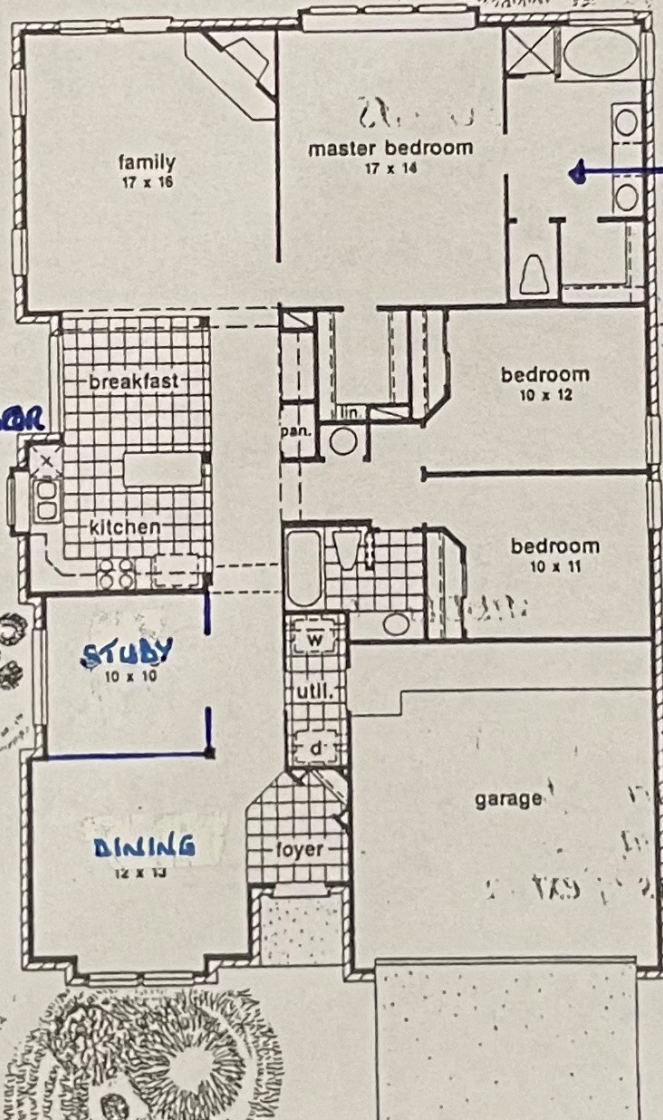 family
17 x 16
master bedroom
17 x 14
breakfast
bedroom
10 x 12
lin.
pan.
kitchen
bedroom
10 x 11
W
STUDY
10 x 10
util.
d
garage
DINING
12 x 13
foyer